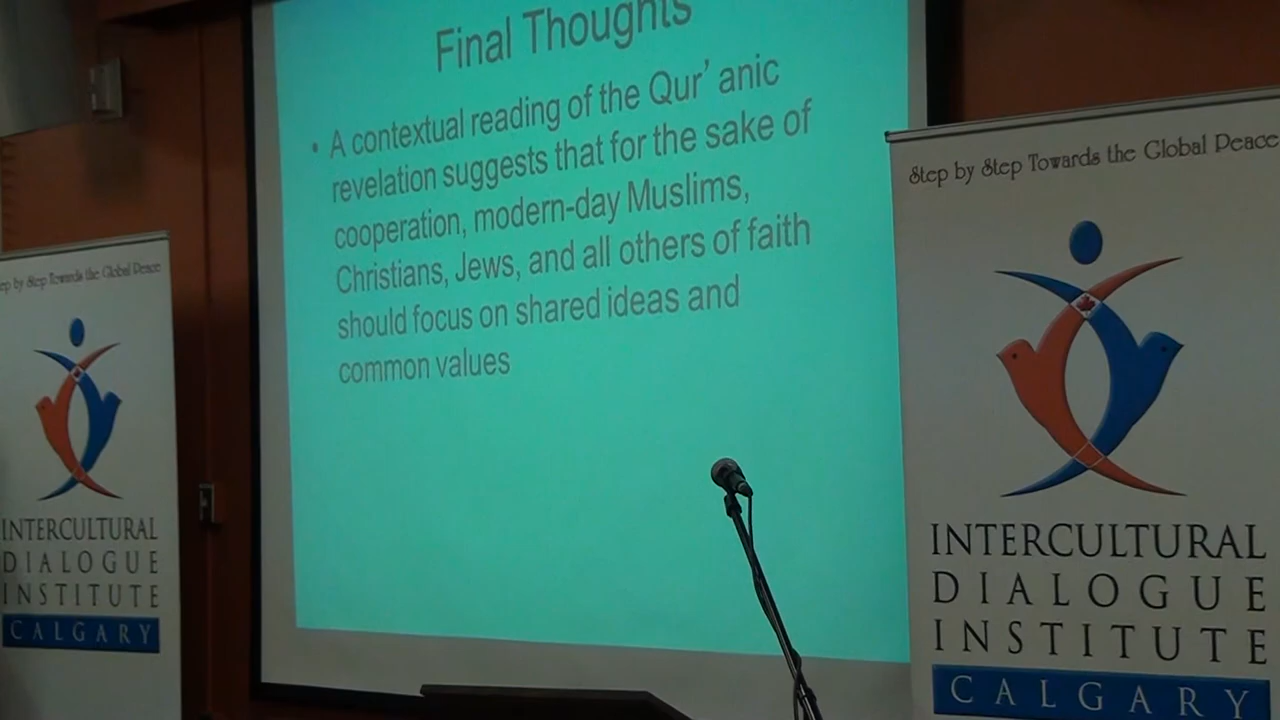 Final Thoughts
• A contextual reading of the Qur’ anic
revelation suggests that for the sake of
cooperation, modern-day Muslims,
Christians, Jews, and all others of faith
should focus on shared ideas and
common values
Step by Step Towards the Global Peace
INTERCULTURAL
DIALOGUE
INSTITUTE
CALGARY
by Step Towards the Global Peace
INTERCULTURAL
DIALOGUE
INSTITUTE
CALGARY